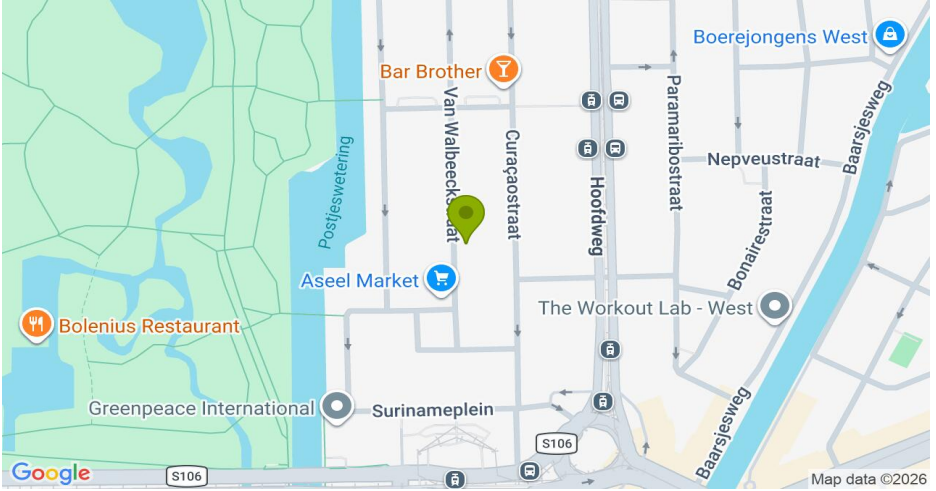 Boerejongens West
Bar Brother
Van Walbeeckstraat
Curaçaostraat
Hoofdweg
Paramaribostraat
Nepveustraat
Baarsjesweg
Postjeswetering
Bonairestraat
Aseel Market
The Workout Lab - West
Bolenius Restaurant
Greenpeace International
Surinameplein
Baarsjesweg
S106
S106
Google
Map data ©2026